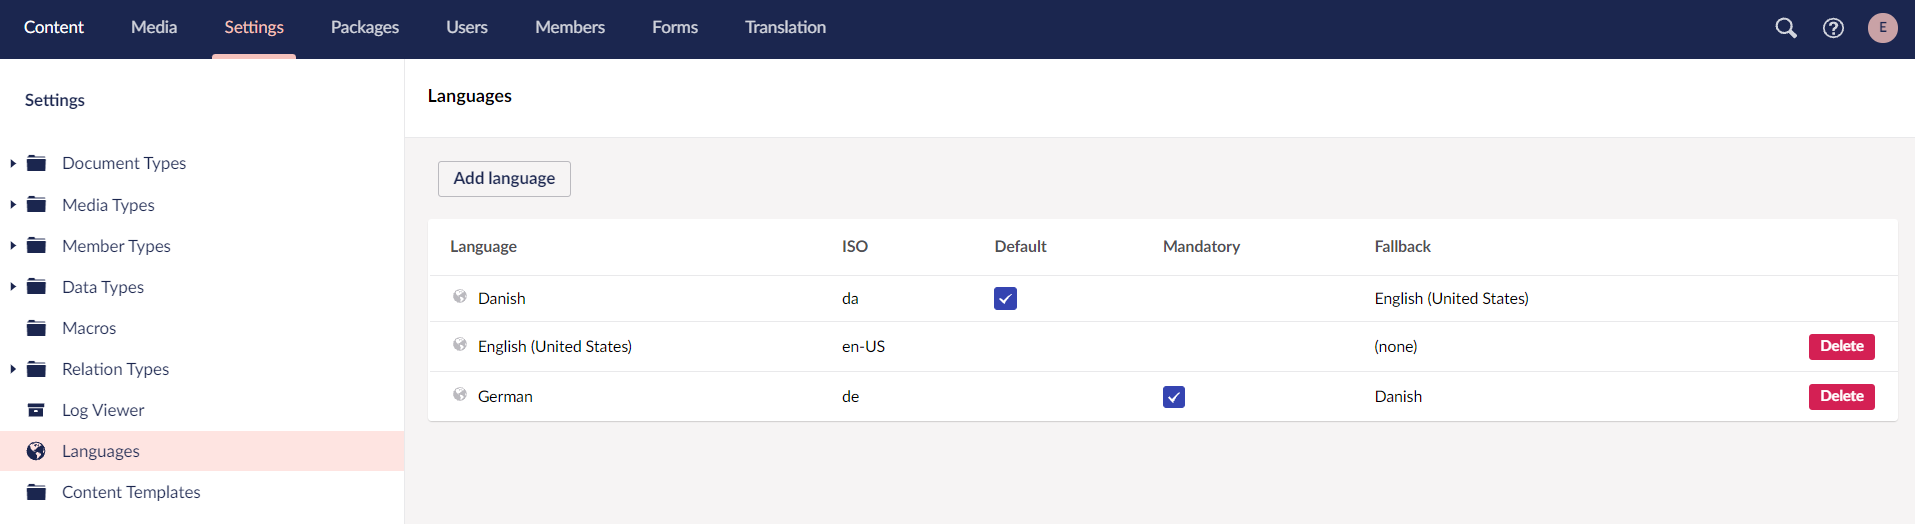 Content Media Settings Packages Users Members Forms Translation E
Settings
Document Types
Media Types
Member Types
Data Types
Macros
Relation Types
Log Viewer
Languages
Content Templates
Languages
Add language
Language ISO Default Mandatory Fallback
Danish da English (United States)
English (United States) en-US (none) Delete
German de Danish Delete